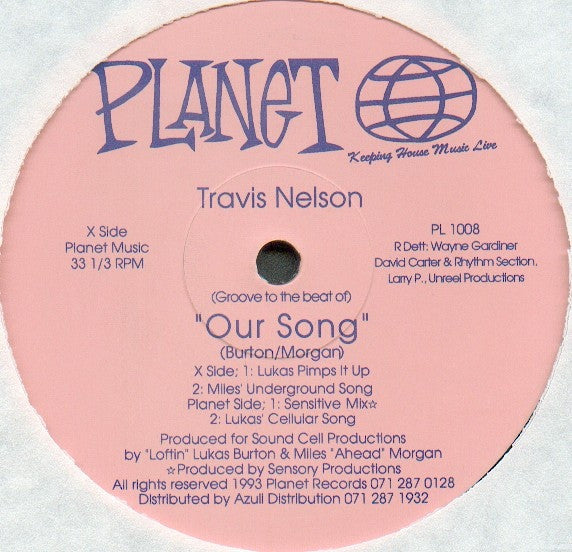 PLANET
Keeping House Music Live
Travis Nelson
X Side
Planet Music
33 1/3 RPM
PL 1008
R Dett: Wayne Gardiner
David Carter & Rhythm Section.
Larry P., Unreel Productions
(Groove to the beat of)
"Our Song"
(Burton/Morgan)
X Side; 1: Lukas Pimps It Up
2: Miles' Underground Song
Planet Side; 1: Sensitive Mix☆
2: Lukas' Cellular Song
Produced for Sound Cell Productions
by "Loftin" Lukas Burton & Miles "Ahead" Morgan
☆Produced by Sensory Productions
All rights reserved 1993 Planet Records 071 287 0128
Distributed by Azuli Distribution 071 287 1932